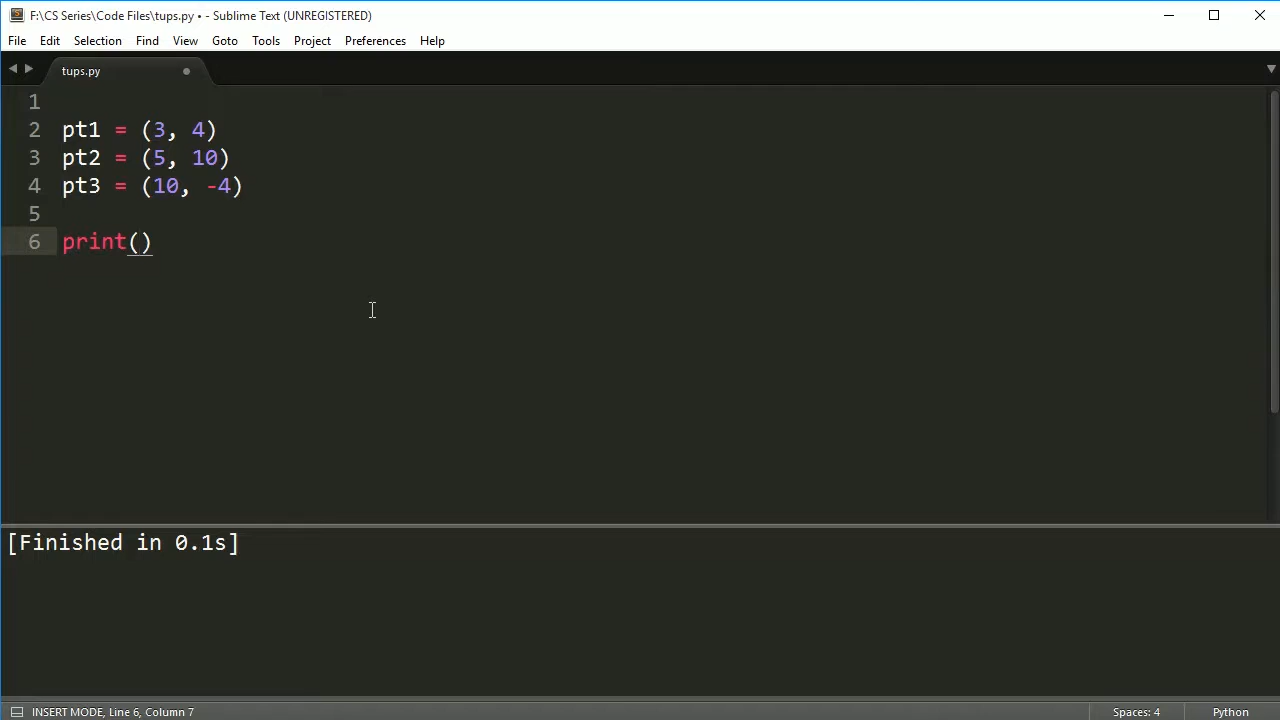 F:\CS Series\Code Files\tups.py • - Sublime Text (UNREGISTERED)
File Edit Selection Find View Goto Tools Project Preferences Help
tups.py
1
2 pt1 = (3, 4)
3 pt2 = (5, 10)
4 pt3 = (10, -4)
5
6 print()
[Finished in 0.1s]
INSERT MODE, Line 6, Column 7 Spaces: 4 Python